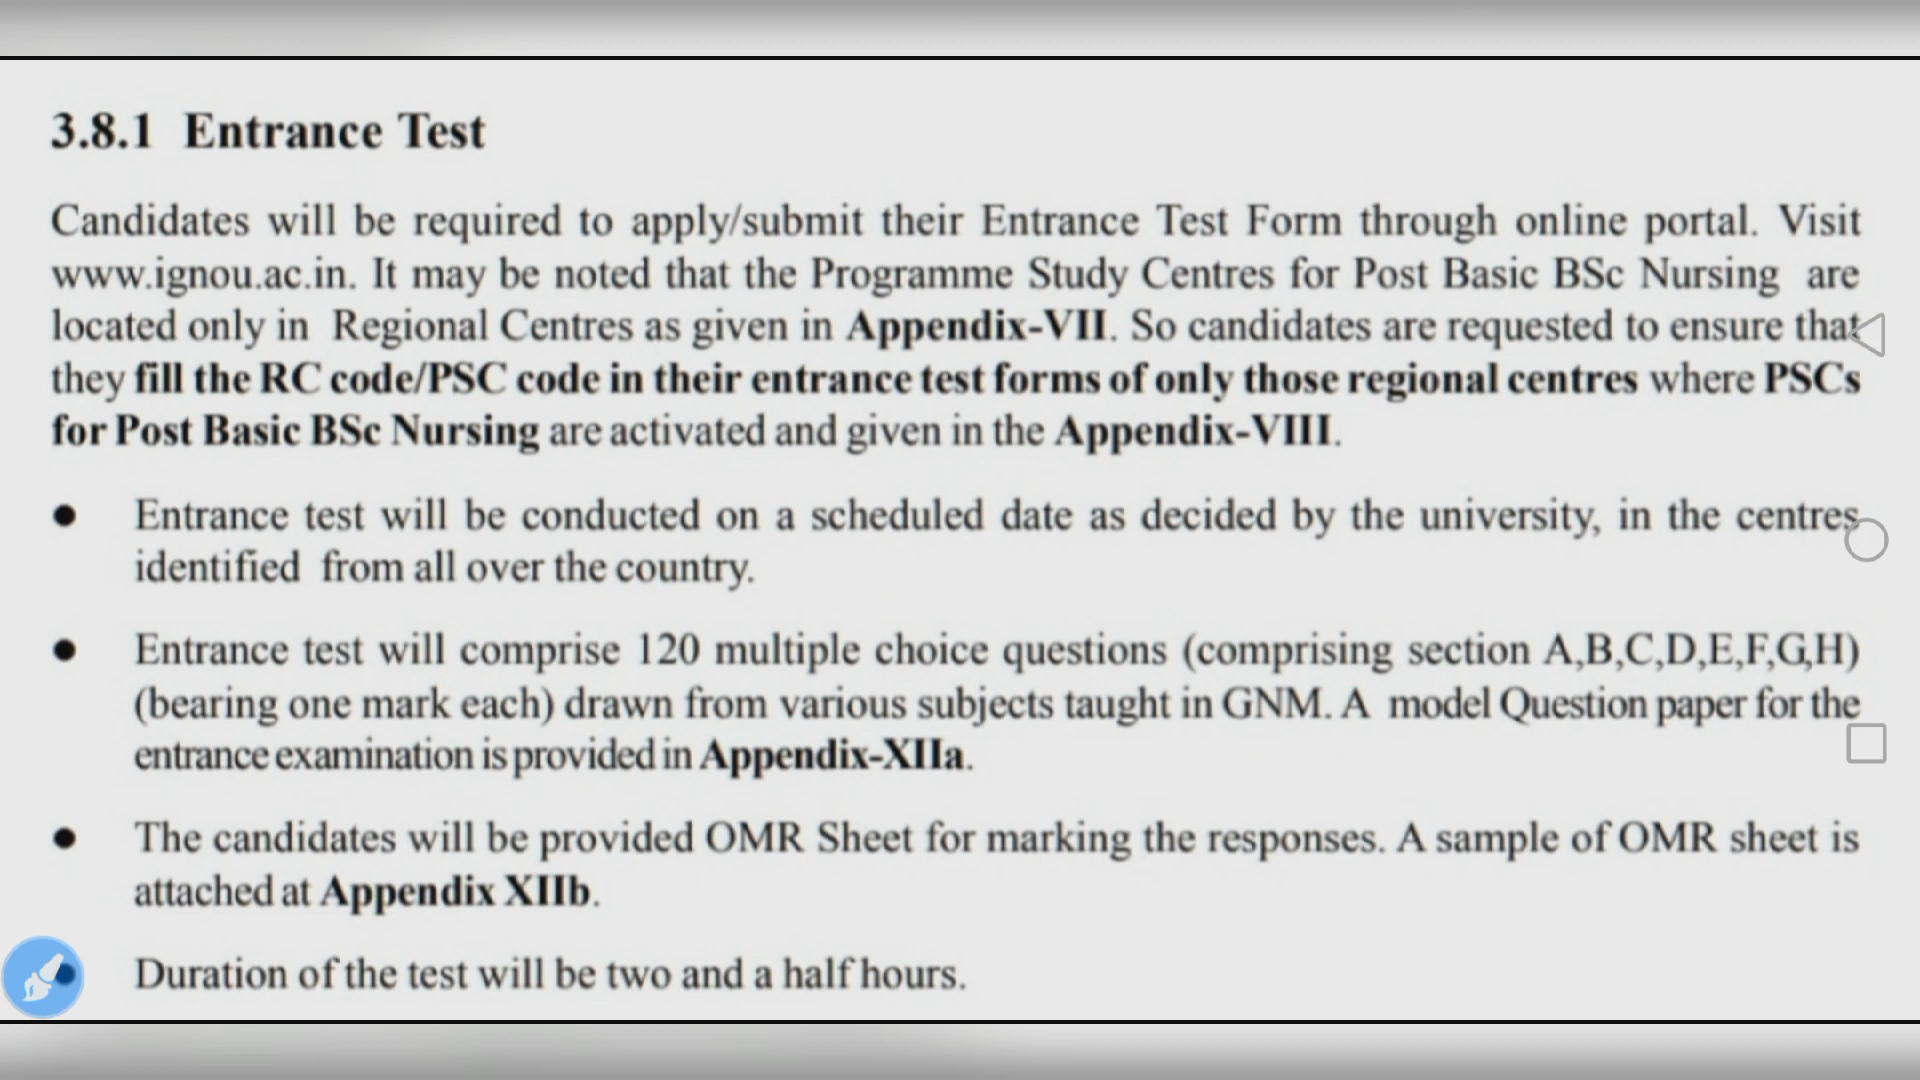 3.8.1 Entrance Test
Candidates will be required to apply/submit their Entrance Test Form through online portal. Visit
www.ignou.ac.in. It may be noted that the Programme Study Centres for Post Basic BSc Nursing are
located only in Regional Centres as given in Appendix-VII. So candidates are requested to ensure that
they fill the RC code/PSC code in their entrance test forms of only those regional centres where PSCs
for Post Basic BSc Nursing are activated and given in the Appendix-VIII.
● Entrance test will be conducted on a scheduled date as decided by the university, in the centres
identified from all over the country.
● Entrance test will comprise 120 multiple choice questions (comprising section A,B,C,D,E,F,G,H)
(bearing one mark each) drawn from various subjects taught in GNM. A model Question paper for the
entrance examination is provided in Appendix-XIIa.
● The candidates will be provided OMR Sheet for marking the responses. A sample of OMR sheet is
attached at Appendix XIIb.
● Duration of the test will be two and a half hours.